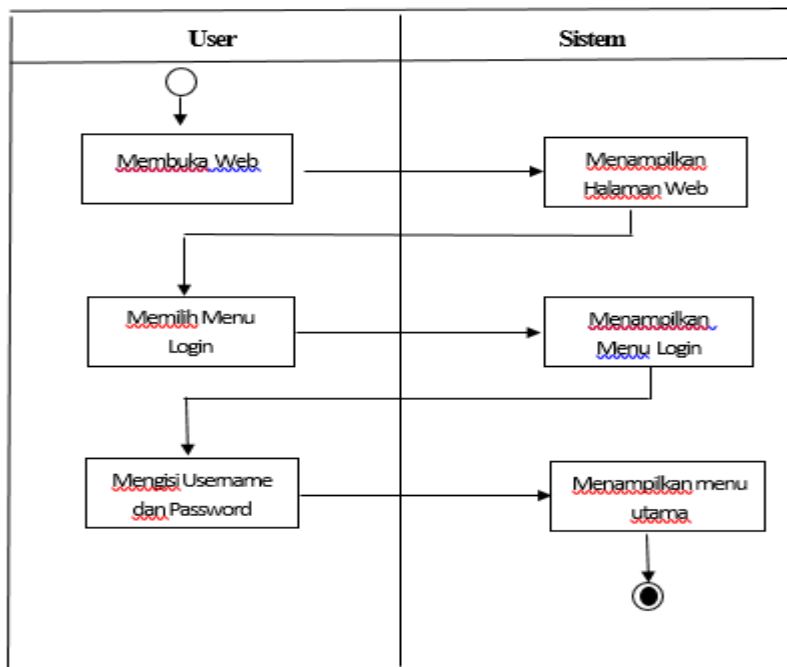 User
Sistem
Membuka Web
Menampilkan
Halaman Web
Memilih Menu
Login
Menampilkan
Menu Login
Mengisi Username
dan Password
Menampilkan menu
utama